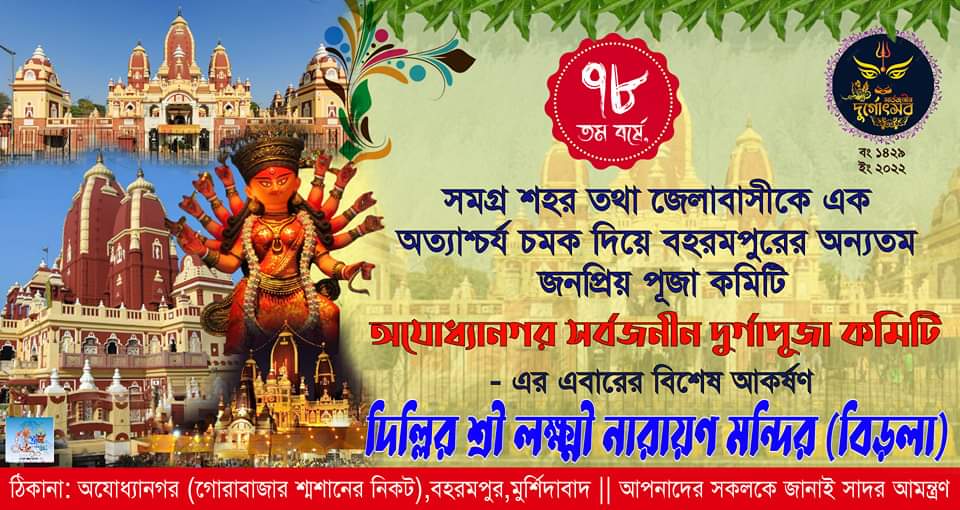 ৭৮
তম বর্ষে
সার্বজনীন
দুর্গোৎসব
বং ১৪২৯
ইং ২০২২
সমগ্র শহর তথা জেলাবাসীকে এক
অত্যাশ্চর্য চমক দিয়ে বহরমপুরের অন্যতম
জনপ্রিয় পূজা কমিটি
অযোধ্যানগর সর্বজনীন দুর্গাপূজা কমিটি
- এর এবারের বিশেষ আকর্ষণ
দিল্লির শ্রী লক্ষ্মী নারায়ণ মন্দির (বিড়লা)
ঠিকানা: অযোধ্যানগর (গোরাবাজার শ্মশানের নিকট),বহরমপুর,মুর্শিদাবাদ || আপনাদের সকলকে জানাই সাদর আমন্ত্রণ